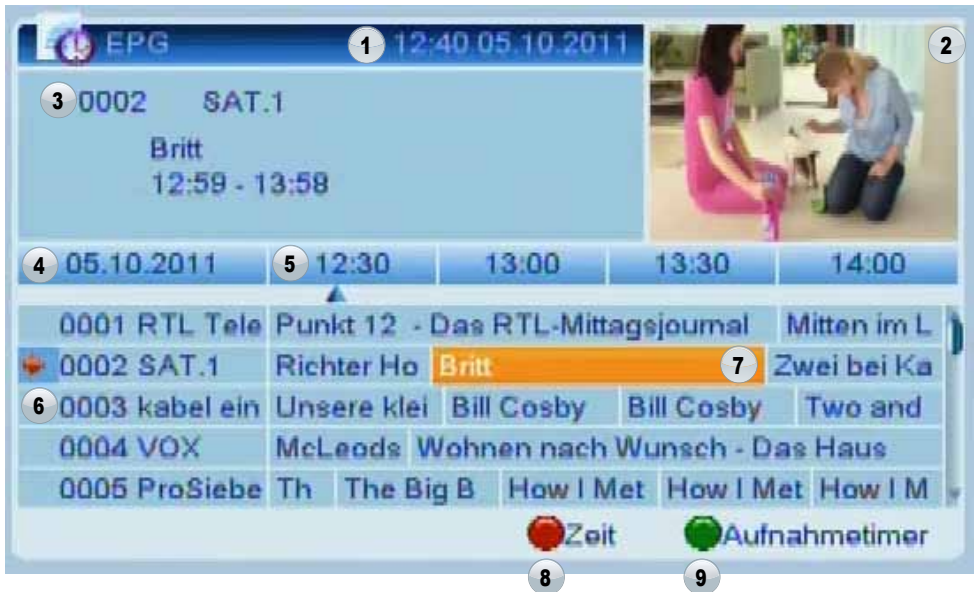 EPG 1 12:40 05.10.2011 2
3 0002 SAT.1
Britt
12:59 - 13:58
4 05.10.2011 5 12:30 13:00 13:30 14:00
0001 RTL Tele Punkt 12 - Das RTL-Mittagsjournal Mitten im L
0002 SAT.1 Richter Ho Britt 7 Zwei bei Ka
6 0003 kabel ein Unsere klei Bill Cosby Bill Cosby Two and
0004 VOX McLeods Wohnen nach Wunsch - Das Haus
0005 ProSiebe Th The Big B How I Met How I Met How I M
Zeit Aufnahmetimer
8 9